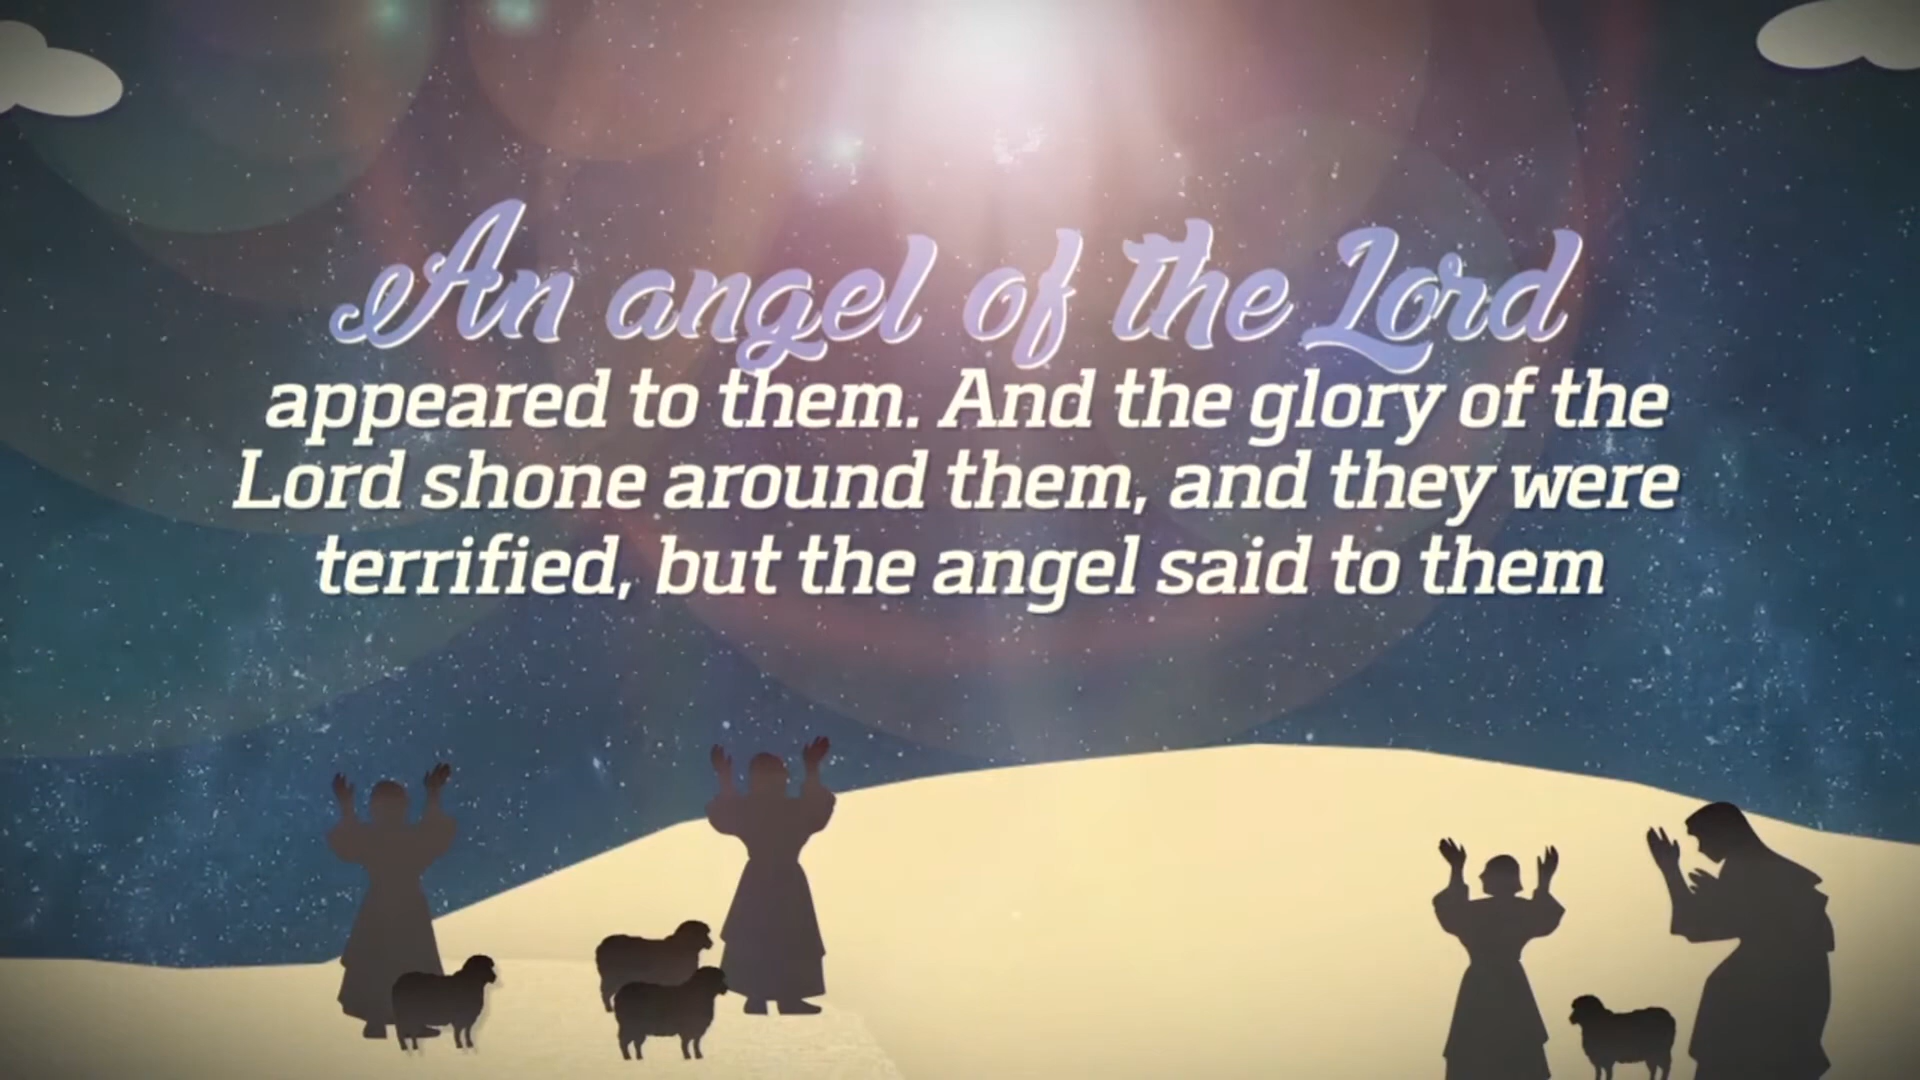 An angel of the Lord
appeared to them. And the glory of the
Lord shone around them, and they were
terrified, but the angel said to them